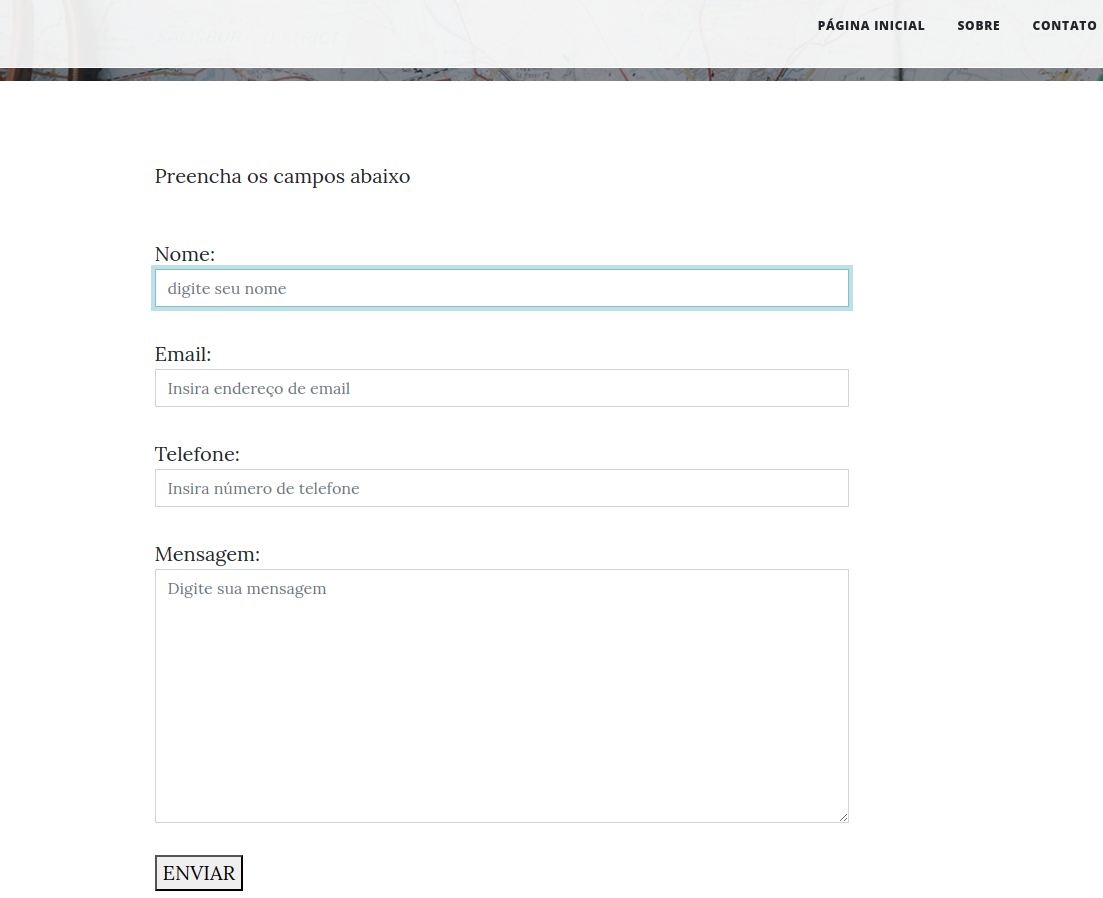 PÁGINA INICIAL SOBRE CONTATO
Preencha os campos abaixo
Nome:
digite seu nome
Email:
Insira endereço de email
Telefone:
Insira número de telefone
Mensagem:
Digite sua mensagem
ENVIAR